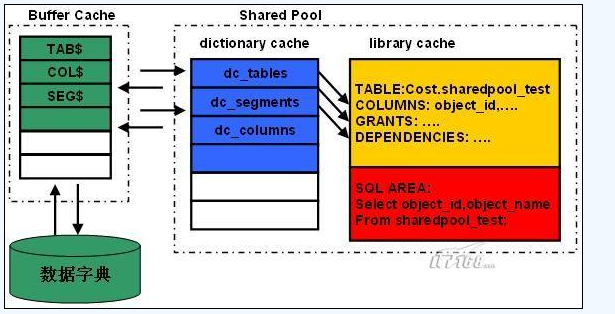 Buffer Cache
Shared Pool
dictionary cache
library cache
TAB$
COL$
SEG$
dc_tables
dc_segments
dc_columns
TABLE:Cost.sharedpool_test
COLUMNS: object_id,....
GRANTS: ....
DEPENDENCIES: ....
SQL AREA:
Select object_id,object_name
From sharedpool_test;
数据字典